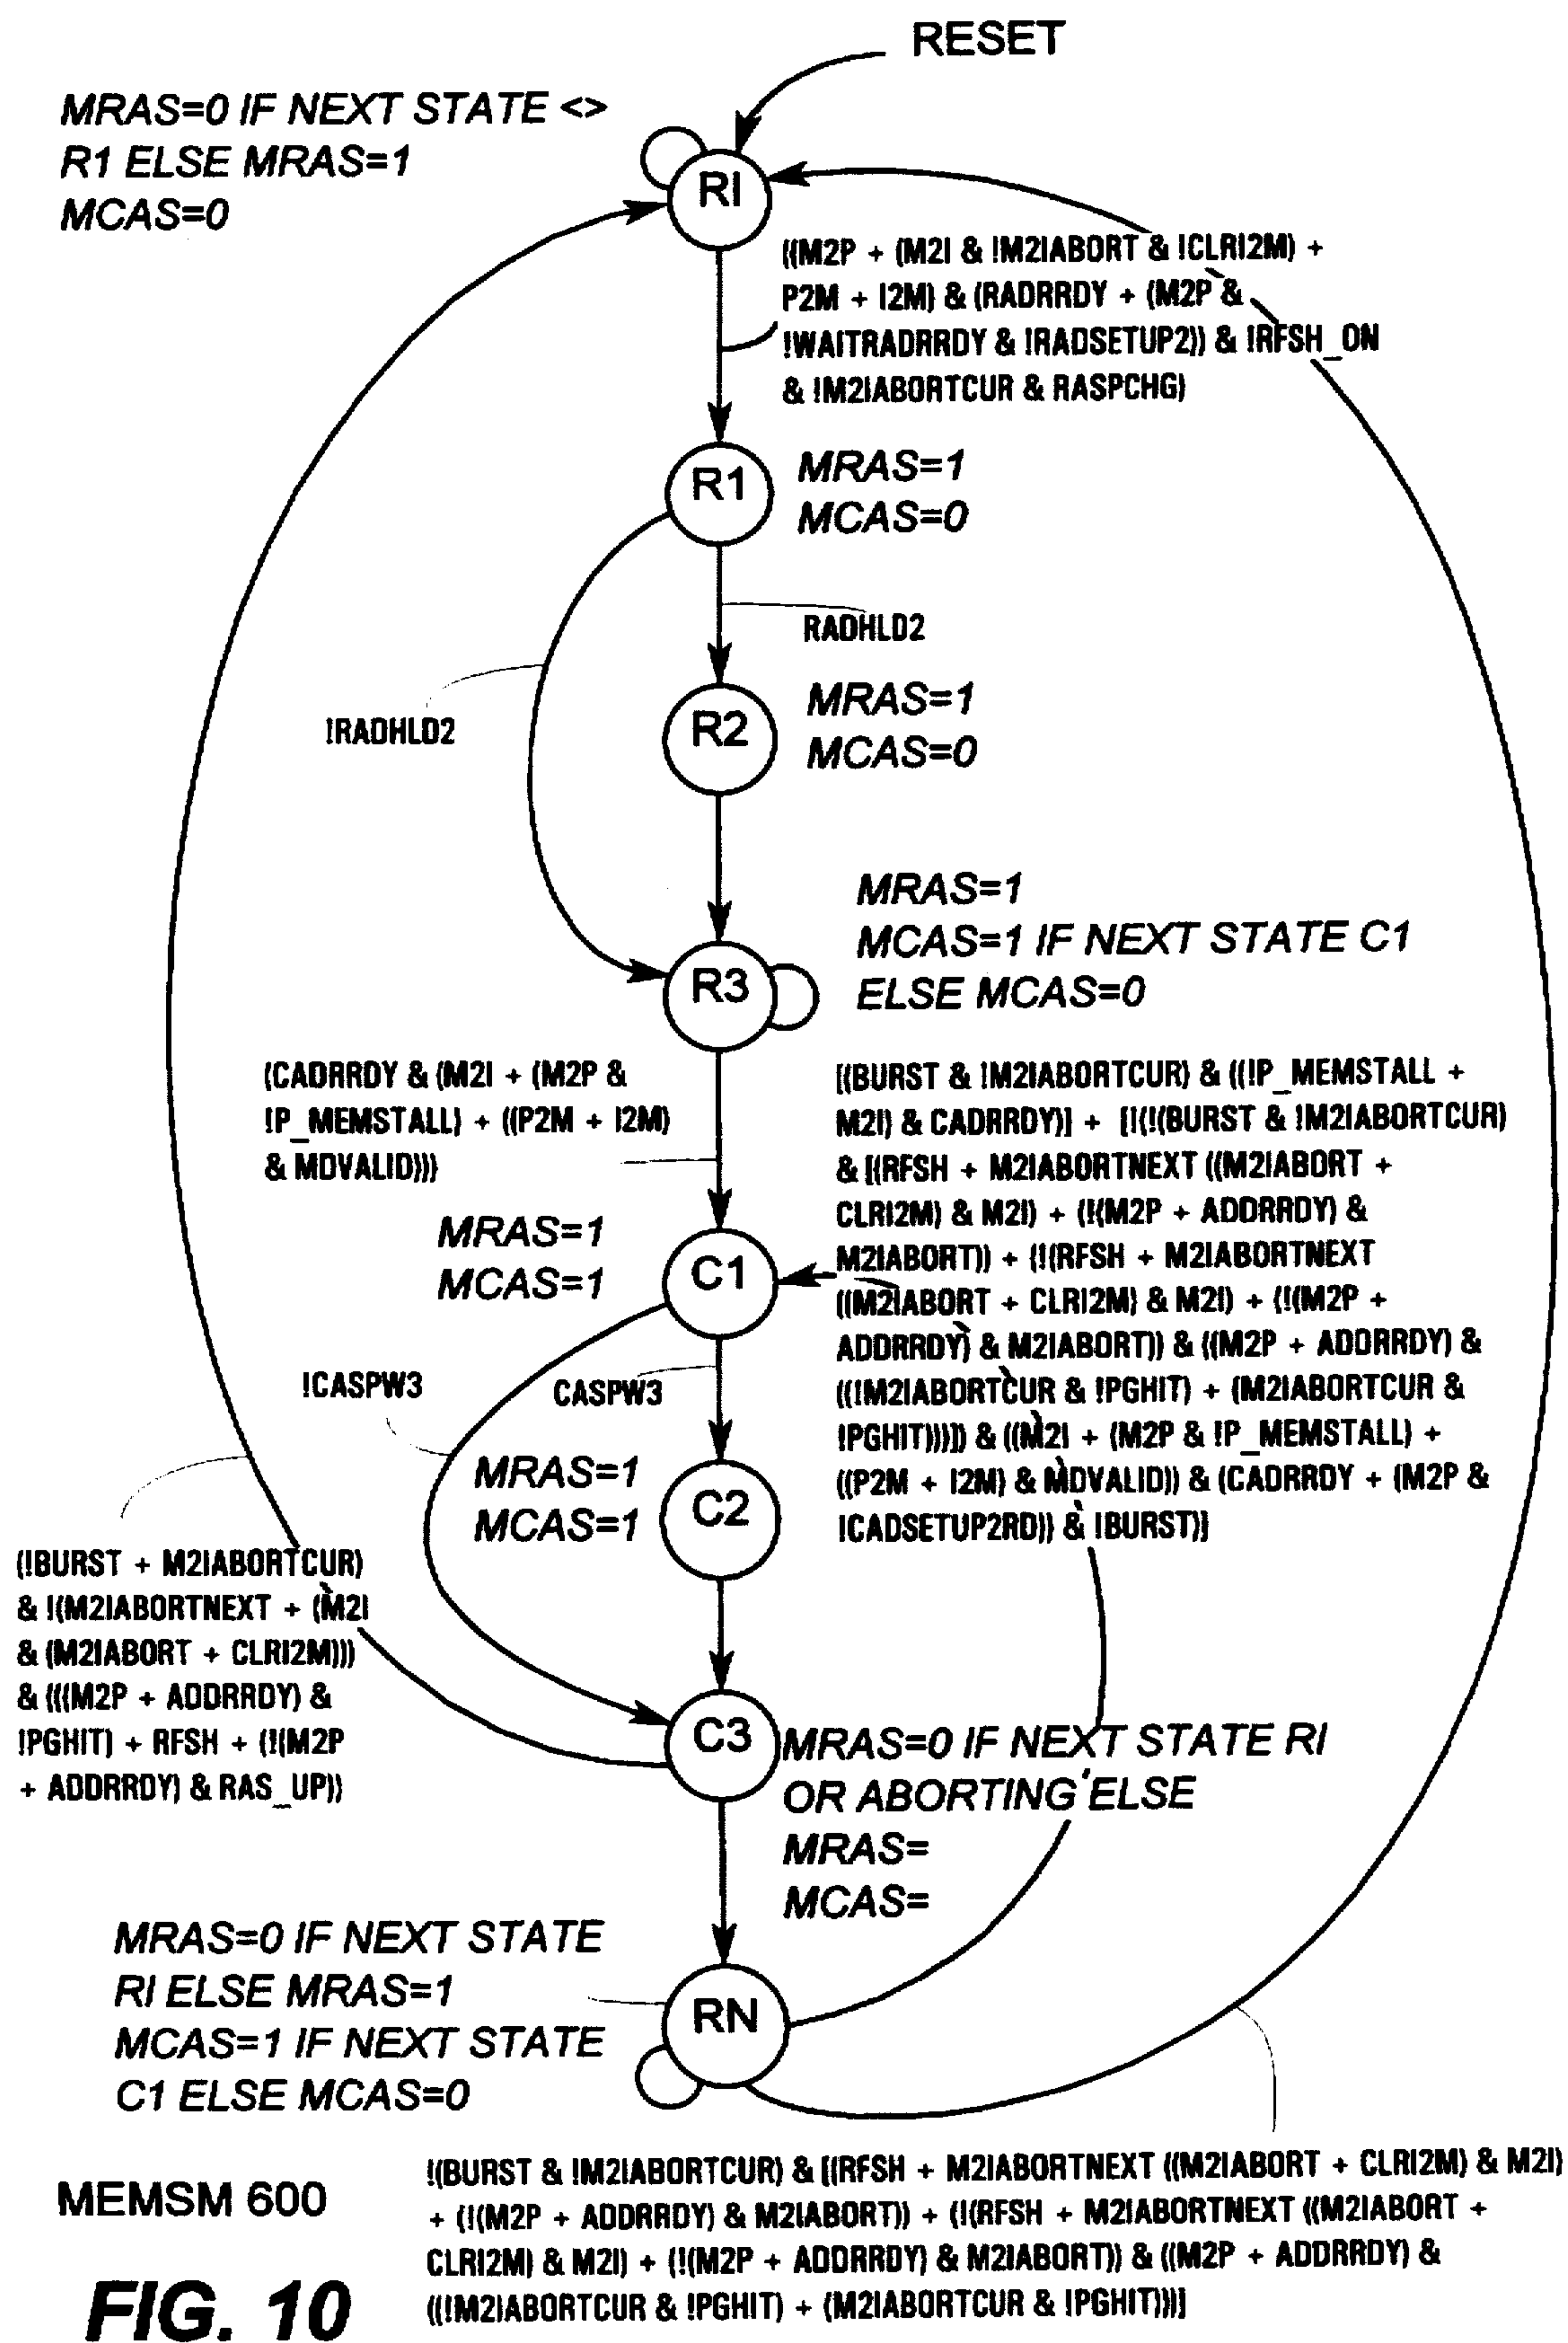 RESET
MRAS=0 IF NEXT STATE <>
R1 ELSE MRAS=1
MCAS=0
RI
((M2P + (M2I & !M2IABORT & !CLRI2M) +
P2M + I2M) & (RADRRDY + (M2P &
!WAITRADRRDY & !RADSETUP2)) & !RFSH_ON
& !M2IABORTCUR & RASPCHG)
R1
MRAS=1
MCAS=0
RADHLD2
!RADHLD2
R2
MRAS=1
MCAS=0
MRAS=1
MCAS=1 IF NEXT STATE C1
ELSE MCAS=0
R3
(CADRRDY & (M2I + (M2P &
!P_MEMSTALL) + ((P2M + I2M)
& MDVALID)))
MRAS=1
MCAS=1
C1
[(BURST & !M2IABORTCUR) & ((!P_MEMSTALL +
M2I) & CADRRDY)] + [!(!(BURST & !M2IABORTCUR)
& [(RFSH + M2IABORTNEXT ((M2IABORT +
CLRI2M) & M2I) + (!(M2P + ADDRRDY) &
M2IABORT)) + (!(RFSH + M2IABORTNEXT
((M2IABORT + CLRI2M) & M2I) + (!(M2P +
ADDRRDY) & M2IABORT)) & ((M2P + ADDRRDY) &
((!M2IABORTCUR & !PGHIT) + (M2IABORTCUR &
!PGHIT)))]) & ((M2I + (M2P & !P_MEMSTALL) +
((P2M + I2M) & MDVALID)) & (CADRRDY + (M2P &
!CADSETUP2RD)) & !BURST)]
!CASPW3
CASPW3
MRAS=1
MCAS=1
C2
(!BURST + M2IABORTCUR)
& !(M2IABORTNEXT + (M2I
& (M2IABORT + CLRI2M)))
& (((M2P + ADDRRDY) &
!PGHIT) + RFSH + (!(M2P
+ ADDRRDY) & RAS_UP))
C3
MRAS=0 IF NEXT STATE RI
OR ABORTING ELSE
MRAS=
MCAS=
MRAS=0 IF NEXT STATE
RI ELSE MRAS=1
MCAS=1 IF NEXT STATE
C1 ELSE MCAS=0
RN
MEMSM 600
!(BURST & !M2IABORTCUR) & [(RFSH + M2IABORTNEXT ((M2IABORT + CLRI2M) & M2I)
+ (!(M2P + ADDRRDY) & M2IABORT)) + (!(RFSH + M2IABORTNEXT ((M2IABORT +
CLRI2M) & M2I) + (!(M2P + ADDRRDY) & M2IABORT)) & ((M2P + ADDRRDY) &
((!M2IABORTCUR & !PGHIT) + (M2IABORTCUR & !PGHIT)))]
FIG. 10